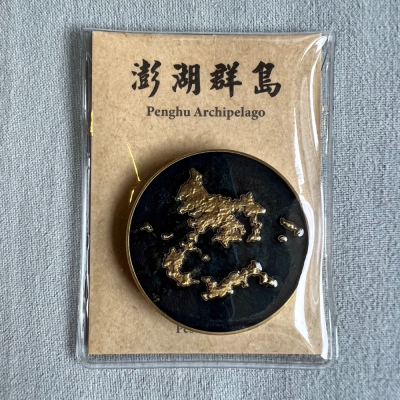 澎湖群島
Penghu Archipelago